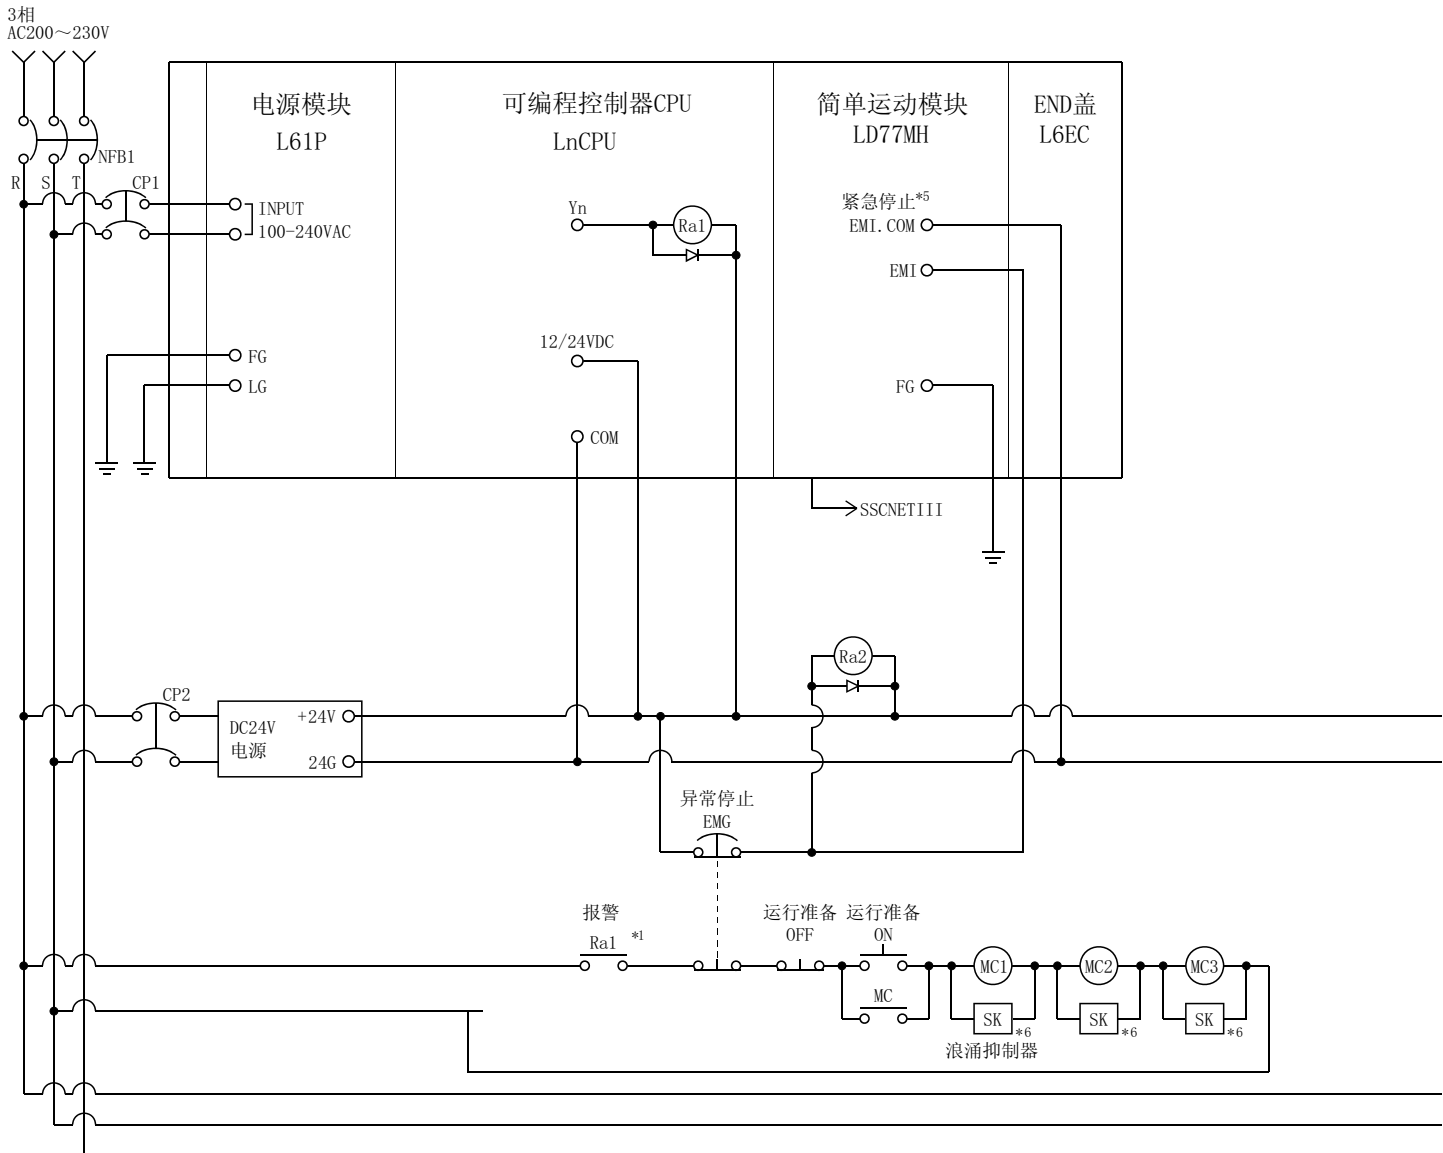 3相
AC200～230V
NFB1
R S T
CP1
电源模块
L61P
可编程控制器CPU
LnCPU
简单运动模块
LD77MH
END盖
L6EC
INPUT
100-240VAC
FG
LG
Yn
Ra1
12/24VDC
COM
紧急停止*5
EMI.COM
EMI
FG
SSCNETIII
Ra2
CP2
DC24V
电源
+24V
24G
异常停止
EMG
报警
Ra1 *1
运行准备
OFF
运行准备
ON
MC
MC1
MC2
MC3
SK *6
SK *6
SK *6
浪涌抑制器